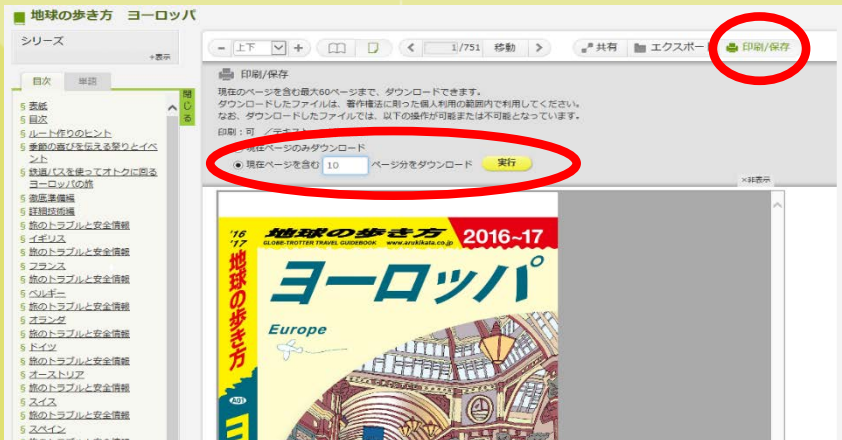 地球の歩き方 ヨーロッパ
シリーズ
+表示
目次 単語
閉じる
§ 表紙
§ 目次
§ ルート作りのヒント
§ 季節の喜びを伝える祭りとイベ
ント
§ 鉄道パスを使ってオトクに回る
ヨーロッパの旅
§ 徹底準備編
§ 詳細技術編
§ 旅のトラブルと安全情報
§ イギリス
§ 旅のトラブルと安全情報
§ フランス
§ 旅のトラブルと安全情報
§ ベルギー
§ 旅のトラブルと安全情報
§ オランダ
§ 旅のトラブルと安全情報
§ ドイツ
§ 旅のトラブルと安全情報
§ オーストリア
§ 旅のトラブルと安全情報
§ スイス
§ 旅のトラブルと安全情報
§ スペイン
- 上下 + 1/751 移動 共有 エクスポート 印刷/保存
印刷/保存
現在のページを含む最大60ページまで、ダウンロードできます。
ダウンロードしたファイルは、著作権法に則った個人利用の範囲内で利用してください。
なお、ダウンロードしたファイルでは、以下の操作が可能または不可能となっています。
印刷:可
現在ページのみダウンロード
現在ページを含む 10 ページ分をダウンロード 実行
×非表示
'16 '17 地球の歩き方
A01
ヨ
地球の歩き方 2016~17
GLOBE-TROTTER TRAVEL GUIDEBOOK www.arukikata.co.jp
ヨーロッパ
Europe